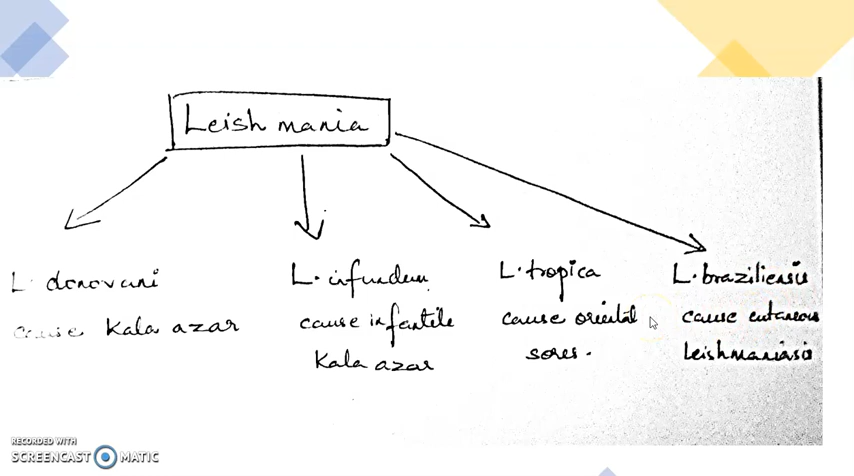 Leishmania
L. donovani
cause Kala azar
L. infundum
cause infantile
Kala azar
L. tropica
cause oriental
sores.
L. braziliensis
cause cutaneous
leishmaniasis
RECORDED WITH
SCREENCAST MATIC